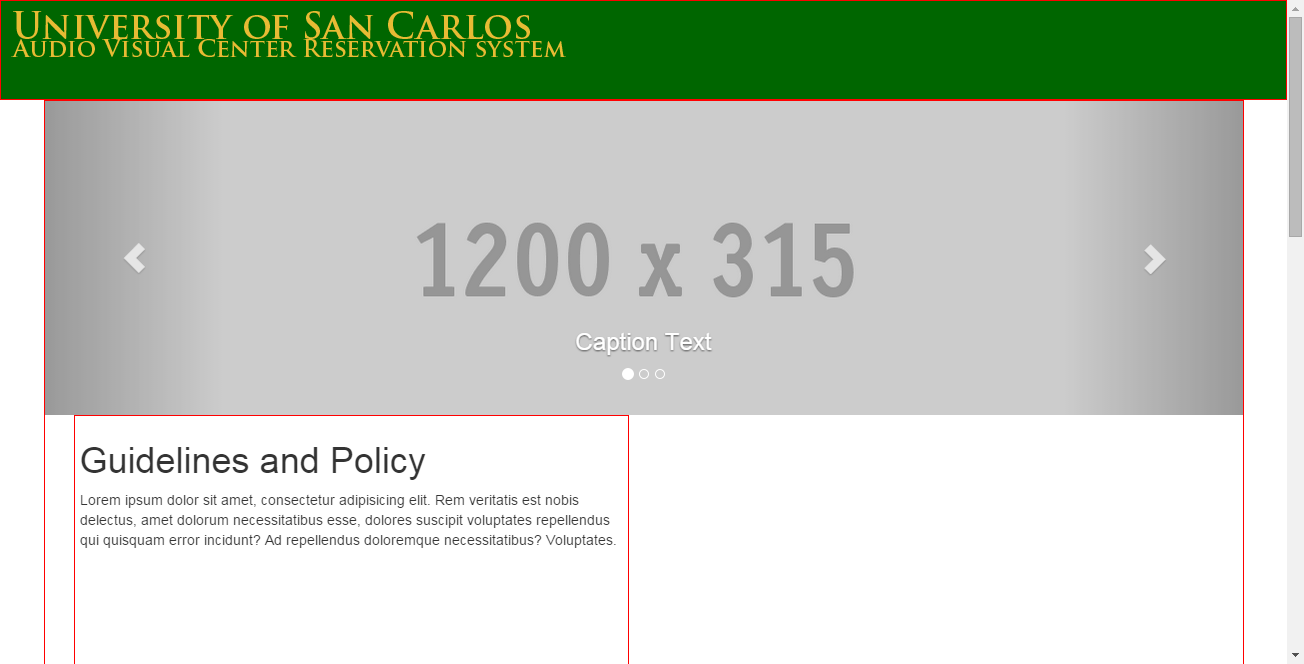 University of San Carlos
Audio Visual Center Reservation system
1200 x 315
Caption Text
Guidelines and Policy
Lorem ipsum dolor sit amet, consectetur adipisicing elit. Rem veritatis est nobis
delectus, amet dolorum necessitatibus esse, dolores suscipit voluptates repellendus
qui quisquam error incidunt? Ad repellendus doloremque necessitatibus? Voluptates.